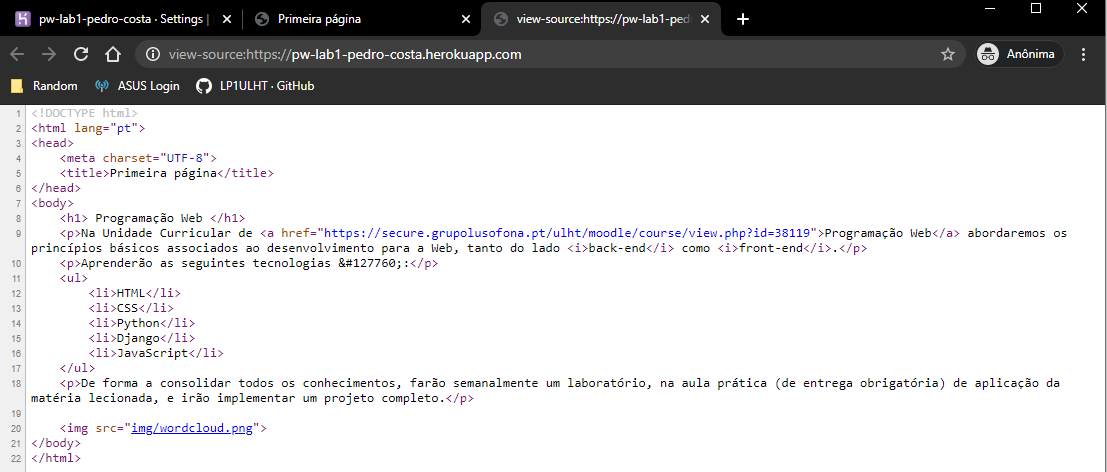 pw-lab1-pedro-costa · Settings |
Primeira página
view-source:https://pw-lab1-ped
view-source:https://pw-lab1-pedro-costa.herokuapp.com
Anônima
Random
ASUS Login
LP1ULHT · GitHub
1 <!DOCTYPE html>
2 <html lang="pt">
3 <head>
4 <meta charset="UTF-8">
5 <title>Primeira página</title>
6 </head>
7 <body>
8 <h1> Programação Web </h1>
9 <p>Na Unidade Curricular de <a href="https://secure.grupolusofona.pt/ulht/moodle/course/view.php?id=38119">Programação Web</a> abordaremos os
princípios básicos associados ao desenvolvimento para a Web, tanto do lado <i>back-end</i> como <i>front-end</i>.</p>
10 <p>Aprenderão as seguintes tecnologias &#127760;:</p>
11 <ul>
12 <li>HTML</li>
13 <li>CSS</li>
14 <li>Python</li>
15 <li>Django</li>
16 <li>JavaScript</li>
17 </ul>
18 <p>De forma a consolidar todos os conhecimentos, farão semanalmente um laboratório, na aula prática (de entrega obrigatória) de aplicação da
matéria lecionada, e irão implementar um projeto completo.</p>
19
20 <img src="img/wordcloud.png">
21 </body>
22 </html>